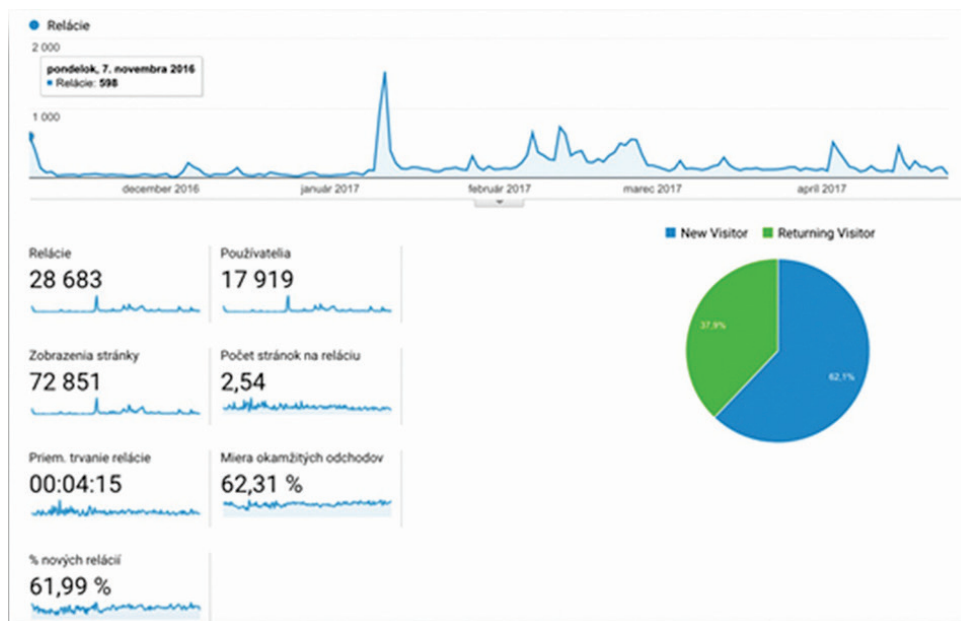 Relácie
2 000
pondelok, 7. novembra 2016
Relácie: 598
1 000
december 2016 január 2017 február 2017 marec 2017 apríl 2017
New Visitor Returning Visitor
Relácie
28 683
Používatelia
17 919
Zobrazenia stránky
72 851
Počet stránok na reláciu
2,54
Priem. trvanie relácie
00:04:15
Miera okamžitých odchodov
62,31 %
% nových relácií
61,99 %
37,9%
62,1%